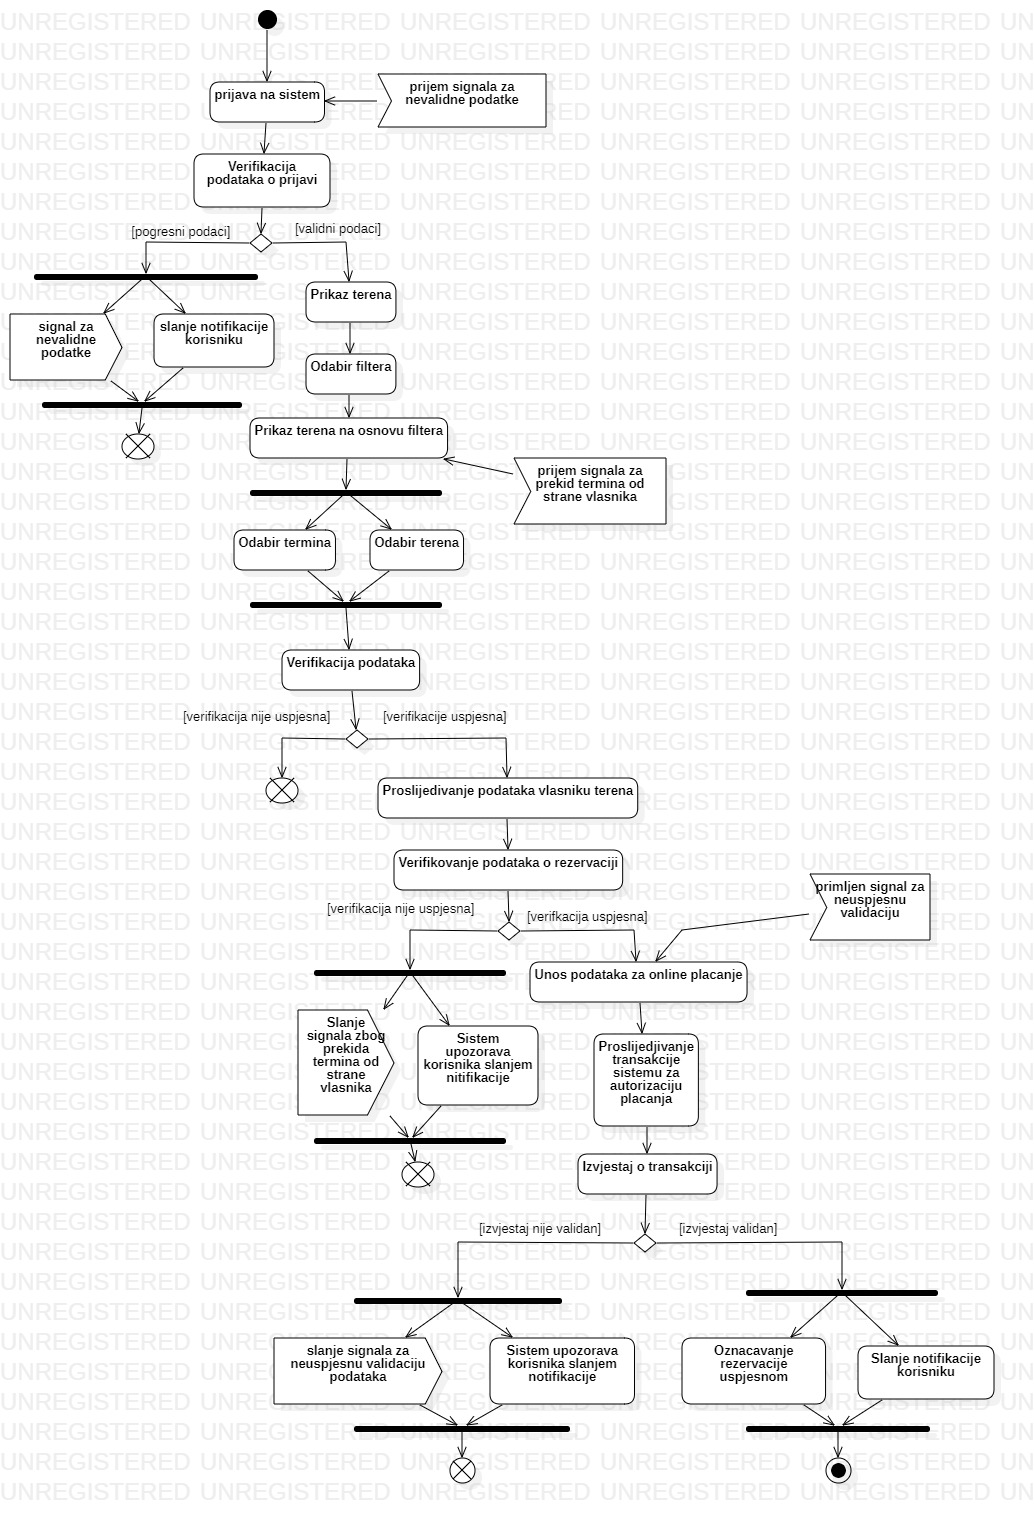 prijava na sistem
prijem signala za
nevalidne podatke
Verifikacija
podataka o prijavi
[pogresni podaci]
[validni podaci]
Prikaz terena
signal za
nevalidne
podatke
slanje notifikacije
korisniku
Odabir filtera
Prikaz terena na osnovu filtera
prijem signala za
prekid termina od
strane vlasnika
Odabir termina
Odabir terena
Verifikacija podataka
[verifikacija nije uspjesna]
[verifikacije uspjesna]
Proslijedivanje podataka vlasniku terena
Verifikovanje podataka o rezervaciji
primljen signal za
neuspjesnu
validaciju
[verifikacija nije uspjesna]
[verifkacija uspjesna]
Unos podataka za online placanje
Slanje
signala zbog
prekida
termina od
strane
vlasnika
Sistem
upozorava
korisnika slanjem
nitifikacije
Proslijedjivanje
transakcije
sistemu za
autorizaciju
placanja
Izvjestaj o transakciji
[izvjestaj nije validan]
[izvjestaj validan]
slanje signala za
neuspjesnu validaciju
podataka
Sistem upozorava
korisnika slanjem
notifikacije
Oznacavanje
rezervacije
uspjesnom
Slanje notifikacije
korisniku
UNREGISTERED